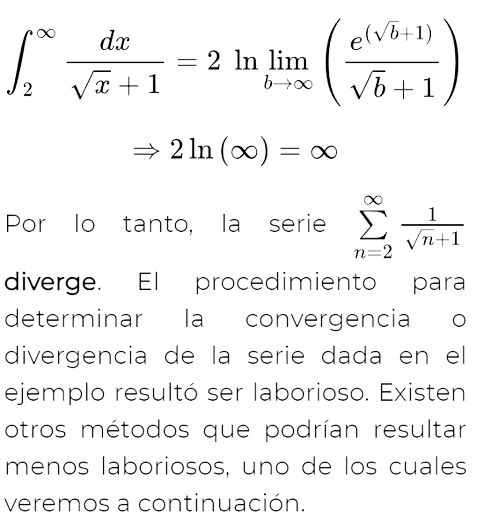 ∫_2^∞ dx/(√x + 1) = 2 ln lim_{b→∞} (e^{(√b+1)}/(√b + 1))
⇒ 2 ln (∞) = ∞
Por lo tanto, la serie ∑_{n=2}^∞ 1/(√n+1)
diverge. El procedimiento para
determinar la convergencia o
divergencia de la serie dada en el
ejemplo resultó ser laborioso. Existen
otros métodos que podrían resultar
menos laboriosos, uno de los cuales
veremos a continuación.